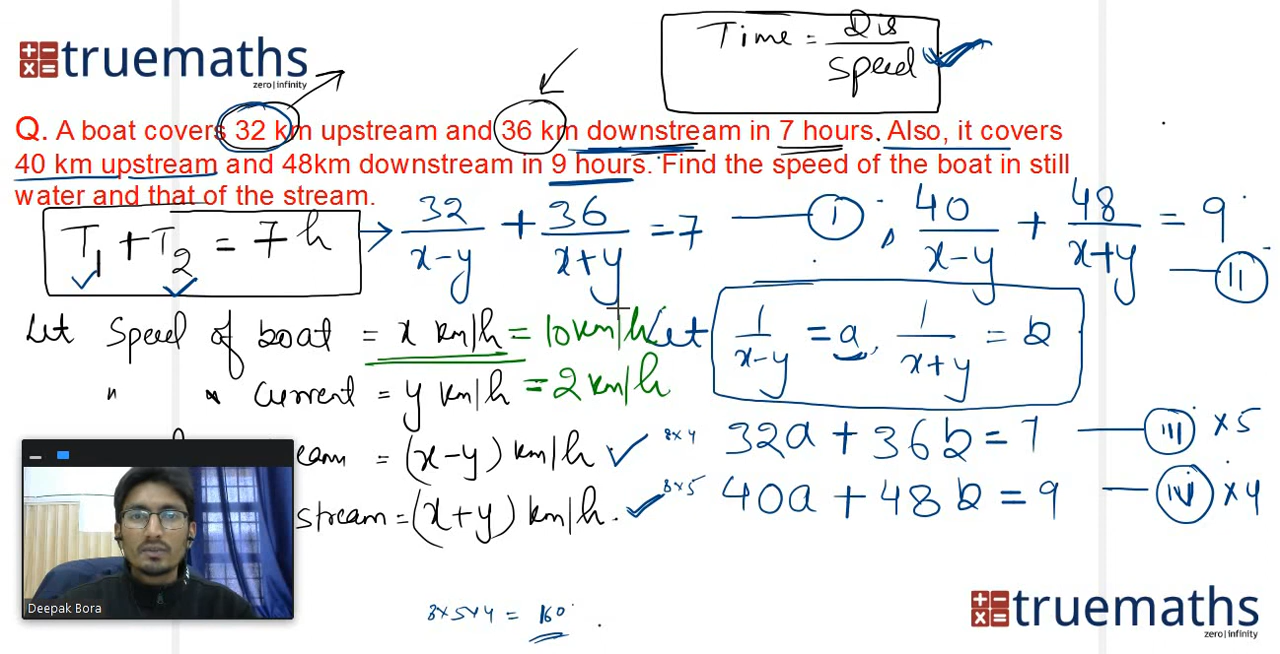 Time = Dis / Speed
truemaths
zero|infinity
Q. A boat covers 32 km upstream and 36 km downstream in 7 hours. Also, it covers
40 km upstream and 48km downstream in 9 hours. Find the speed of the boat in still
water and that of the stream.
T1 + T2 = 7 h → 32/(x-y) + 36/(x+y) = 7 — (i) ; 40/(x-y) + 48/(x+y) = 9 — (ii)
Let Speed of boat = x km/h = 10 km/h
" " current = y km/h = 2 km/h
Let 1/(x-y) = a, 1/(x+y) = b
eam = (x-y) km/h ✓
stream = (x+y) km/h. ✓
8×4 32a + 36b = 7 — (iii) ×5
8×5 40a + 48b = 9 — (iv) ×4
8×5×4 = 160
Deepak Bora
truemaths
zero|infinity